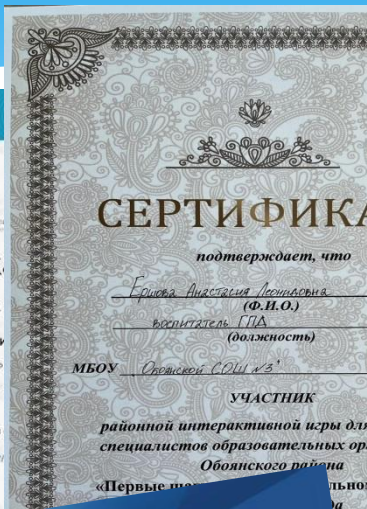 СЕРТИФИКА
подтверждает, что
Ершова Анастасия Леонидовна
(Ф.И.О.)
воспитатель ГПД
(должность)
МБОУ „Обоянской СОШ №3"
УЧАСТНИК
районной интерактивной игры для
специалистов образовательных ор
Обоянского района
«Первые